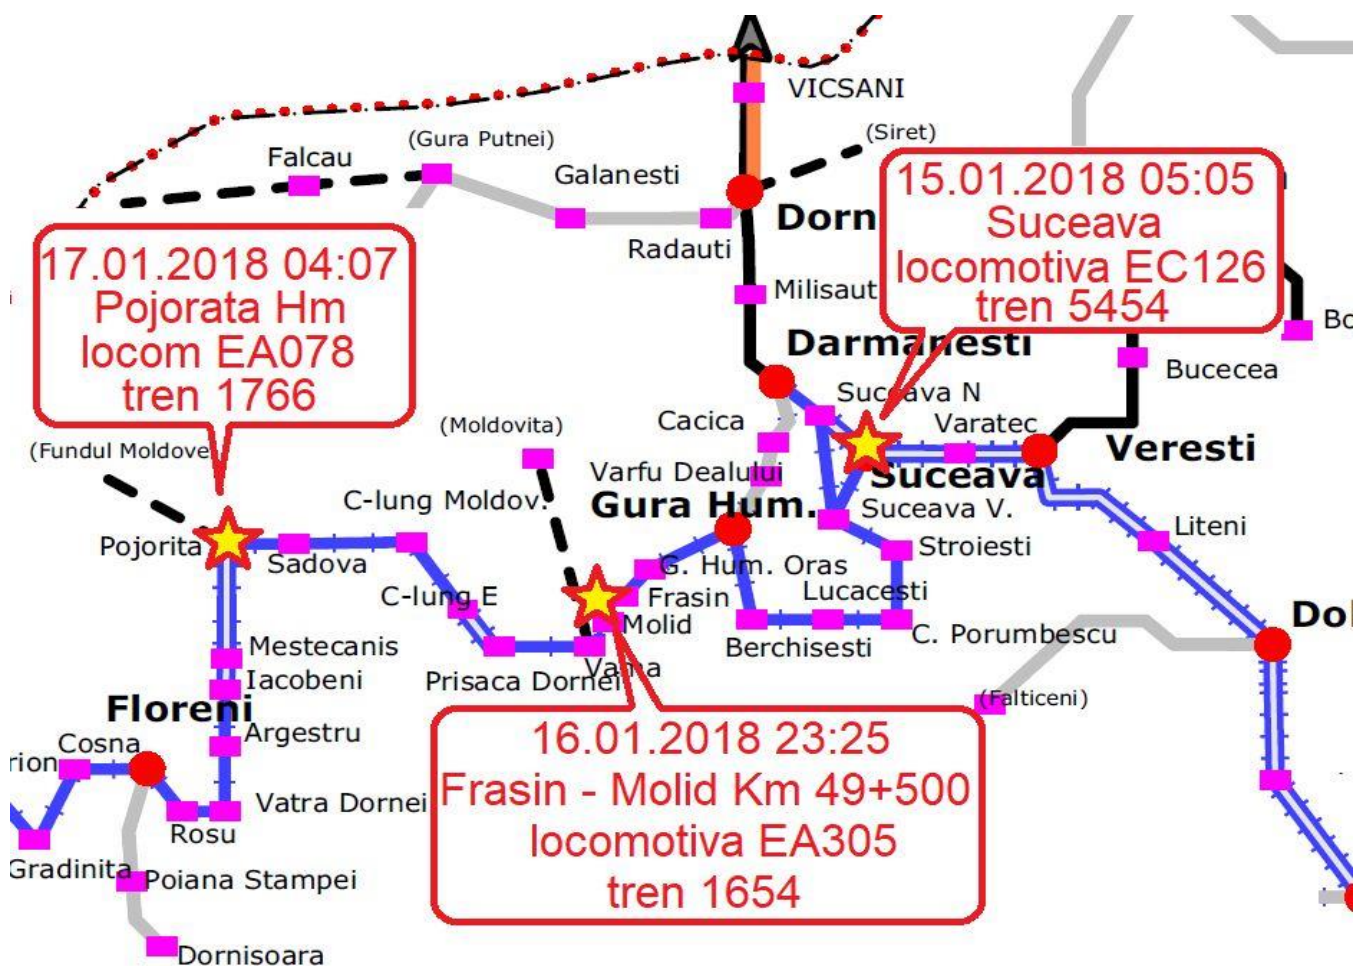 VICSANI
(Siret)
(Gura Putnei)
Falcau
Galanesti
Radauti
Dorn
15.01.2018 05:05
Suceava
locomotiva EC126
tren 5454
17.01.2018 04:07
Pojorata Hm
locom EA078
tren 1766
Milisaut
Darmanesti
Bo
Bucecea
Suceava N
Cacica
Varatec
(Moldovita)
Veresti
(Fundul Moldove
Varfu Dealului
Suceava
C-lung Moldov.
Gura Hum.
Suceava V.
Liteni
Pojorita
Sadova
Stroiesti
G. Hum. Oras
C-lung E
Frasin
Lucacesti
Dol
Molid
C. Porumbescu
Mestecanis
Berchisesti
Vama
Prisaca Dornei
Iacobeni
(Falticeni)
Floreni
Argestru
Cosna
rion
16.01.2018 23:25
Frasin - Molid Km 49+500
locomotiva EA305
tren 1654
Vatra Dornei
Rosu
Gradinita
Poiana Stampei
Dornisoara